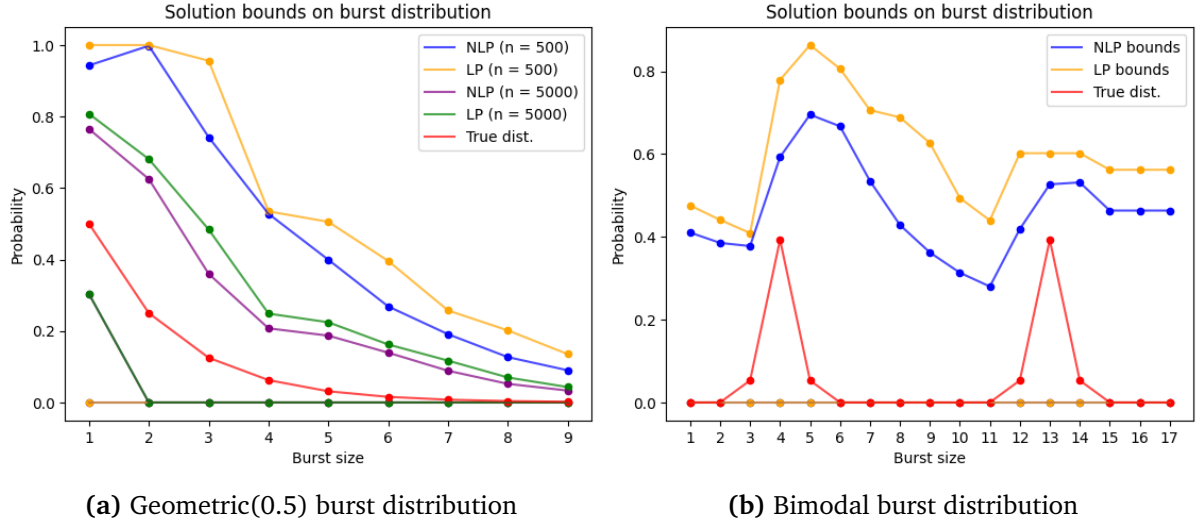 Solution bounds on burst distribution
Probability
1.0
0.8
0.6
0.4
0.2
0.0
NLP (n = 500)
LP (n = 500)
NLP (n = 5000)
LP (n = 5000)
True dist.
1 2 3 4 5 6 7 8 9
Burst size
(a) Geometric(0.5) burst distribution
Solution bounds on burst distribution
Probability
0.8
0.6
0.4
0.2
0.0
NLP bounds
LP bounds
True dist.
1 2 3 4 5 6 7 8 9 10 11 12 13 14 15 16 17
Burst size
(b) Bimodal burst distribution